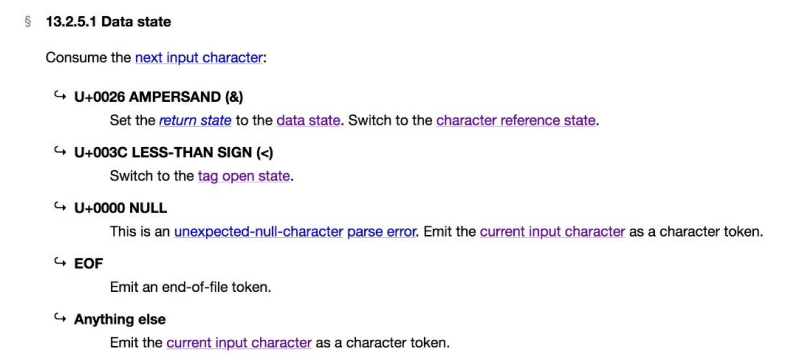 § 13.2.5.1 Data state
Consume the next input character:
↪ U+0026 AMPERSAND (&)
Set the return state to the data state. Switch to the character reference state.
↪ U+003C LESS-THAN SIGN (<)
Switch to the tag open state.
↪ U+0000 NULL
This is an unexpected-null-character parse error. Emit the current input character as a character token.
↪ EOF
Emit an end-of-file token.
↪ Anything else
Emit the current input character as a character token.